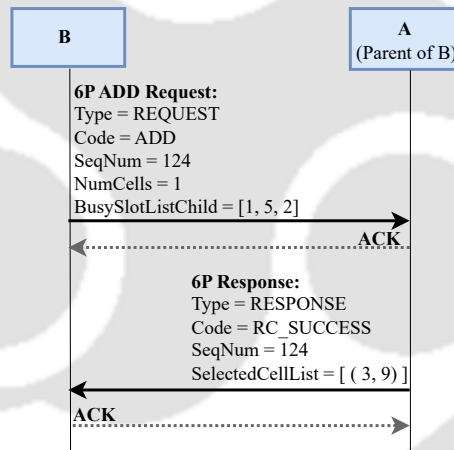 B
A
(Parent of B)
6P ADD Request:
Type = REQUEST
Code = ADD
SeqNum = 124
NumCells = 1
BusySlotListChild = [1, 5, 2]
ACK
6P Response:
Type = RESPONSE
Code = RC_SUCCESS
SeqNum = 124
SelectedCellList = [ ( 3, 9) ]
ACK